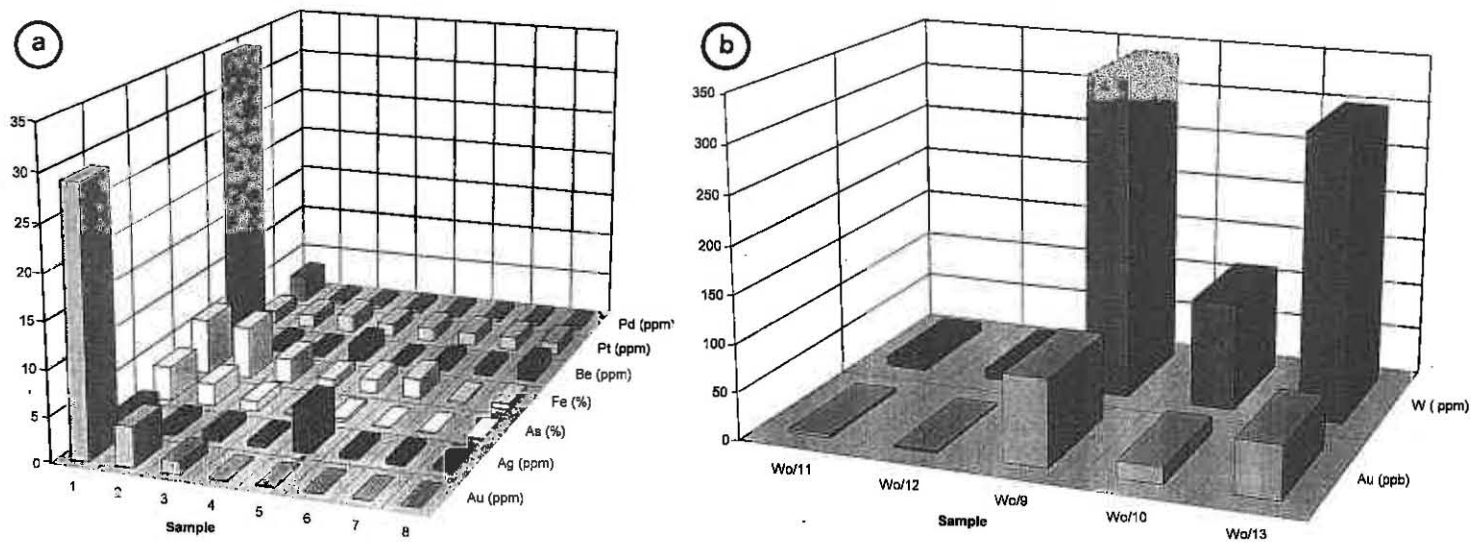 a
35
30
25
20
15
10
5
0
1
2
3
4
5
6
7
8
Sample
Pd (ppm)
Pt (ppm)
Be (ppm)
Fe (%)
As (%)
Ag (ppm)
Au (ppm)
b
350
300
250
200
150
100
50
0
Wo/11
Wo/12
Wo/9
Wo/10
Wo/13
Sample
W ( ppm)
Au (ppb)